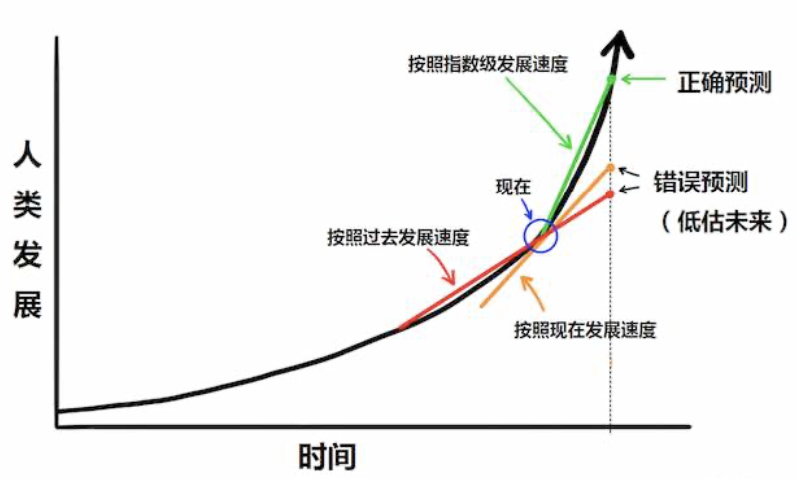 按照指数级发展速度
正确预测
现在
错误预测
（低估未来）
按照过去发展速度
按照现在发展速度
人类发展
时间